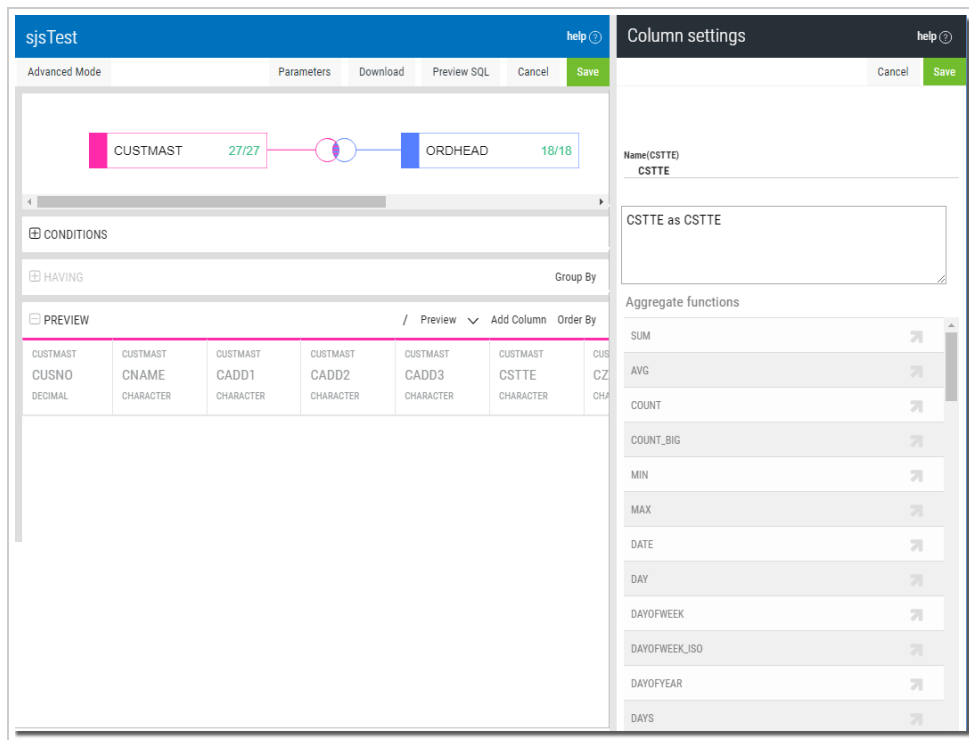 sjsTest help ?
Advanced Mode Parameters Download Preview SQL Cancel Save
CUSTMAST 27/27 ORDHEAD 18/18
CONDITIONS
HAVING Group By
PREVIEW / Preview Add Column Order By
CUSTMAST CUSTMAST CUSTMAST CUSTMAST CUSTMAST CUSTMAST CUS
CUSNO CNAME CADD1 CADD2 CADD3 CSTTE CZ
DECIMAL CHARACTER CHARACTER CHARACTER CHARACTER CHARACTER CHA
Column settings help ?
Cancel Save
Name(CSTTE)
CSTTE
CSTTE as CSTTE
Aggregate functions
SUM
AVG
COUNT
COUNT_BIG
MIN
MAX
DATE
DAY
DAYOFWEEK
DAYOFWEEK_ISO
DAYOFYEAR
DAYS